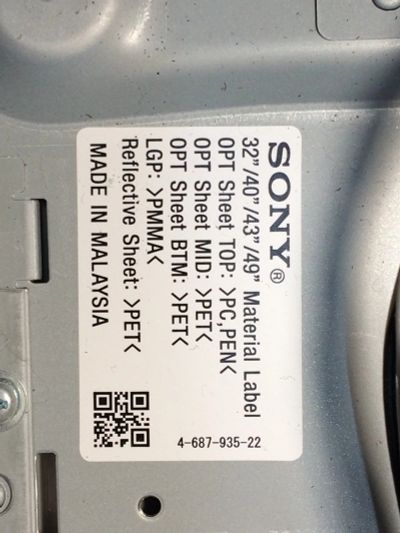 SONY®
32"/40"/43"/49" Material Label
OPT Sheet TOP: >PC,PEN<
OPT Sheet MID: >PET<
OPT Sheet BTM: >PET<
LGP: >PMMA<
Reflective Sheet: >PET<
MADE IN MALAYSIA
4-687-935-22